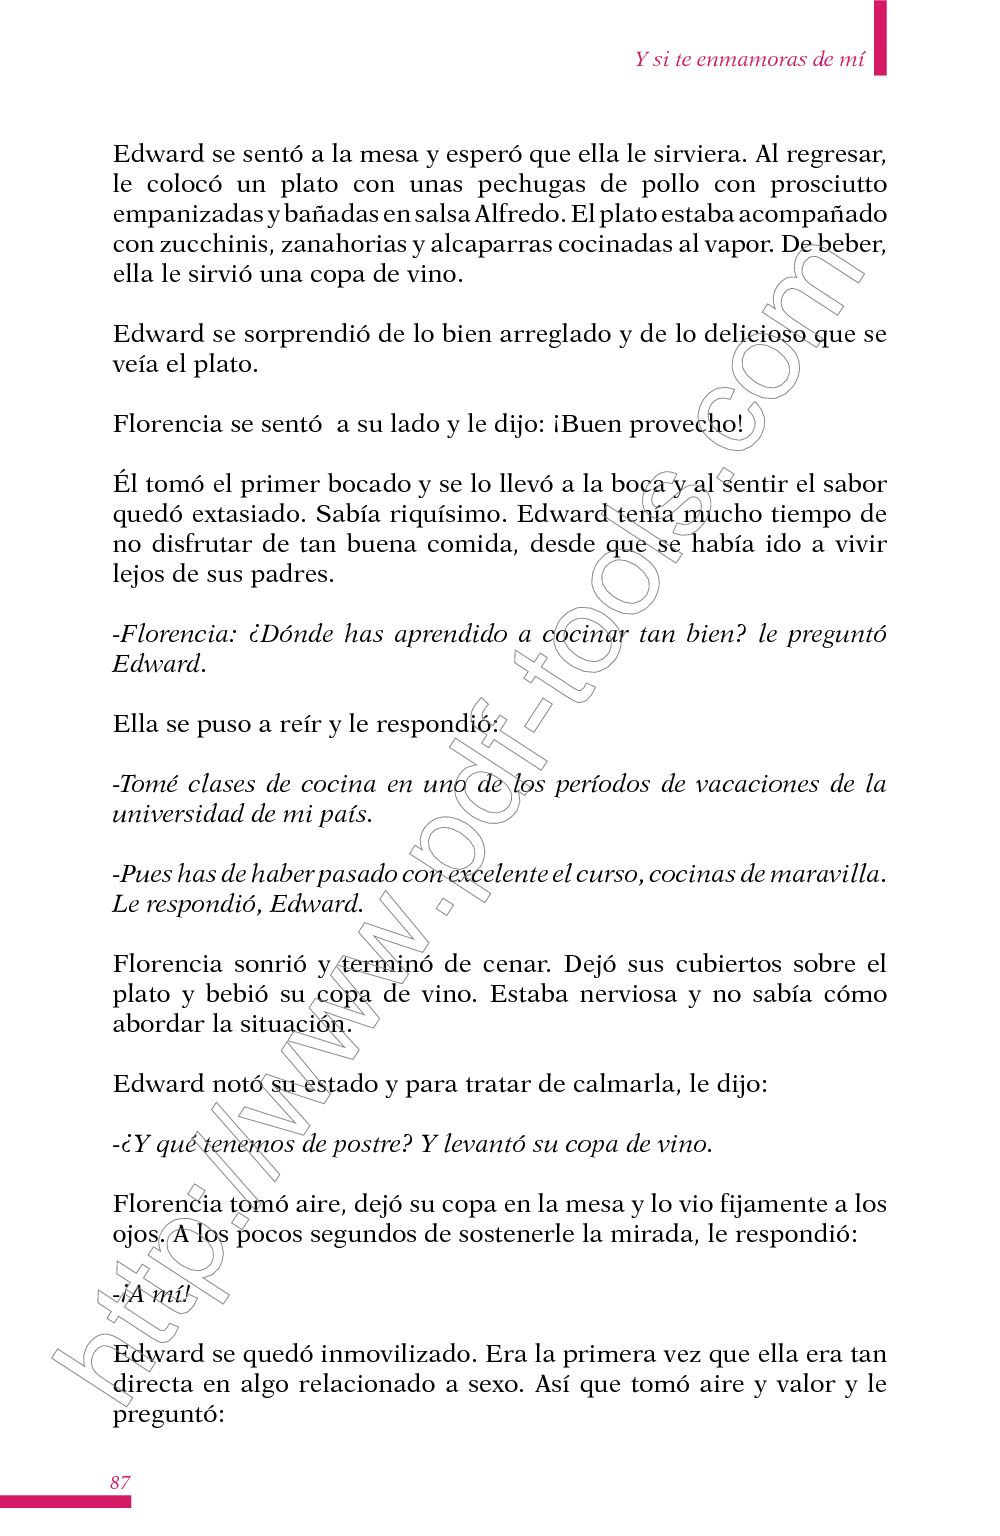 Y si te enmamoras de mí
Edward se sentó a la mesa y esperó que ella le sirviera. Al regresar,
le colocó un plato con unas pechugas de pollo con prosciutto
empanizadas y bañadas en salsa Alfredo. El plato estaba acompañado
con zucchinis, zanahorias y alcaparras cocinadas al vapor. De beber,
ella le sirvió una copa de vino.
Edward se sorprendió de lo bien arreglado y de lo delicioso que se
veía el plato.
Florencia se sentó  a su lado y le dijo: ¡Buen provecho!
Él tomó el primer bocado y se lo llevó a la boca y al sentir el sabor
quedó extasiado. Sabía riquísimo. Edward tenía mucho tiempo de
no disfrutar de tan buena comida, desde que se había ido a vivir
lejos de sus padres.
-Florencia: ¿Dónde has aprendido a cocinar tan bien? le preguntó
Edward.
Ella se puso a reír y le respondió:
-Tomé clases de cocina en uno de los períodos de vacaciones de la
universidad de mi país.
-Pues has de haber pasado con excelente el curso, cocinas de maravilla.
Le respondió, Edward.
Florencia sonrió y terminó de cenar. Dejó sus cubiertos sobre el
plato y bebió su copa de vino. Estaba nerviosa y no sabía cómo
abordar la situación.
Edward notó su estado y para tratar de calmarla, le dijo:
-¿Y qué tenemos de postre? Y levantó su copa de vino.
Florencia tomó aire, dejó su copa en la mesa y lo vio fijamente a los
ojos. A los pocos segundos de sostenerle la mirada, le respondió:
-¡A mí!
Edward se quedó inmovilizado. Era la primera vez que ella era tan
directa en algo relacionado a sexo. Así que tomó aire y valor y le
preguntó:
87
http://www.pdf-tools.com